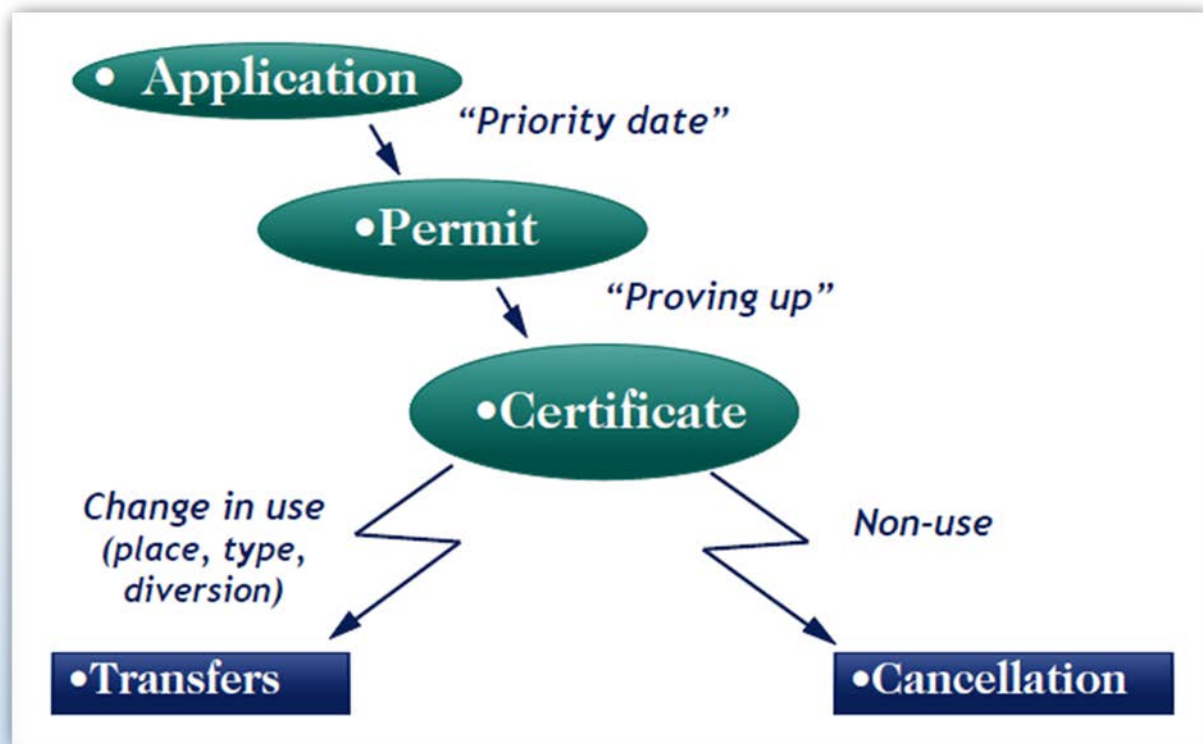 • Application
“Priority date”
•Permit
“Proving up”
•Certificate
Change in use
(place, type,
diversion)
Non-use
•Transfers
•Cancellation